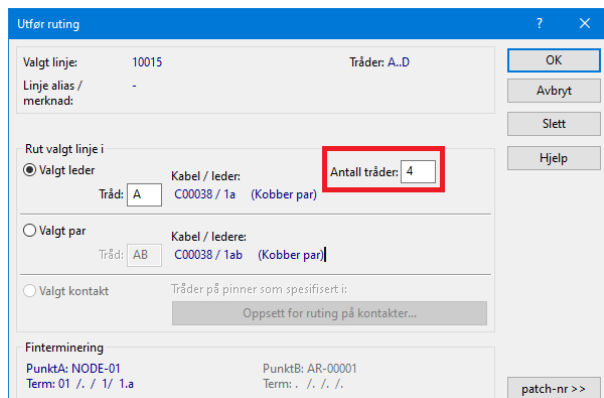 Utfør ruting ? ×
Valgt linje: 10015 Tråder: A..D OK
Linje alias / - Avbryt
merknad:
Slett
Rut valgt linje i
Hjelp
Valgt leder Kabel / leder: Antall tråder: 4
Tråd: A C00038 / 1a (Kobber par)
Valgt par Kabel / ledere:
Tråd: AB C00038 / 1ab (Kobber par)
Valgt kontakt Tråder på pinner som spesifisert i:
Oppsett for ruting på kontakter...
Finterminering
PunktA: NODE-01 PunktB: AR-00001
Term: 01 /. / 1/ 1.a Term: . /. /. /.
patch-nr >>